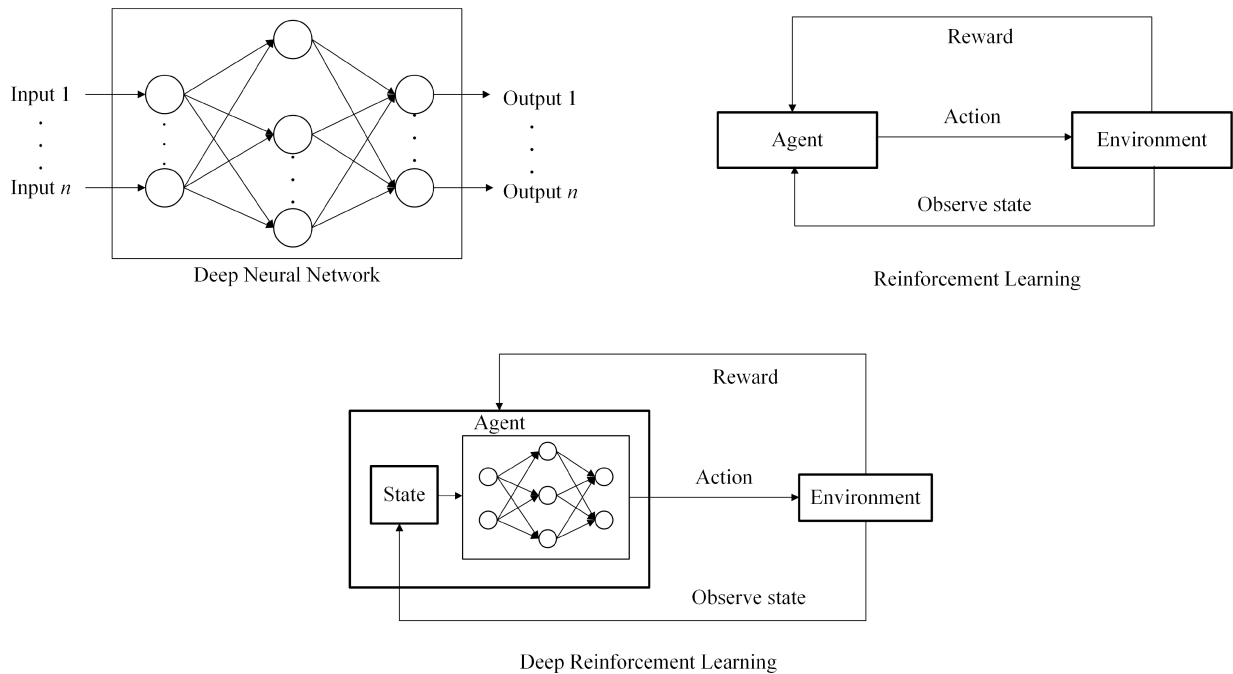 Input 1
Input n
Output 1
Output n
Deep Neural Network
Reward
Agent
Action
Environment
Observe state
Reinforcement Learning
Reward
Agent
State
Action
Environment
Observe state
Deep Reinforcement Learning